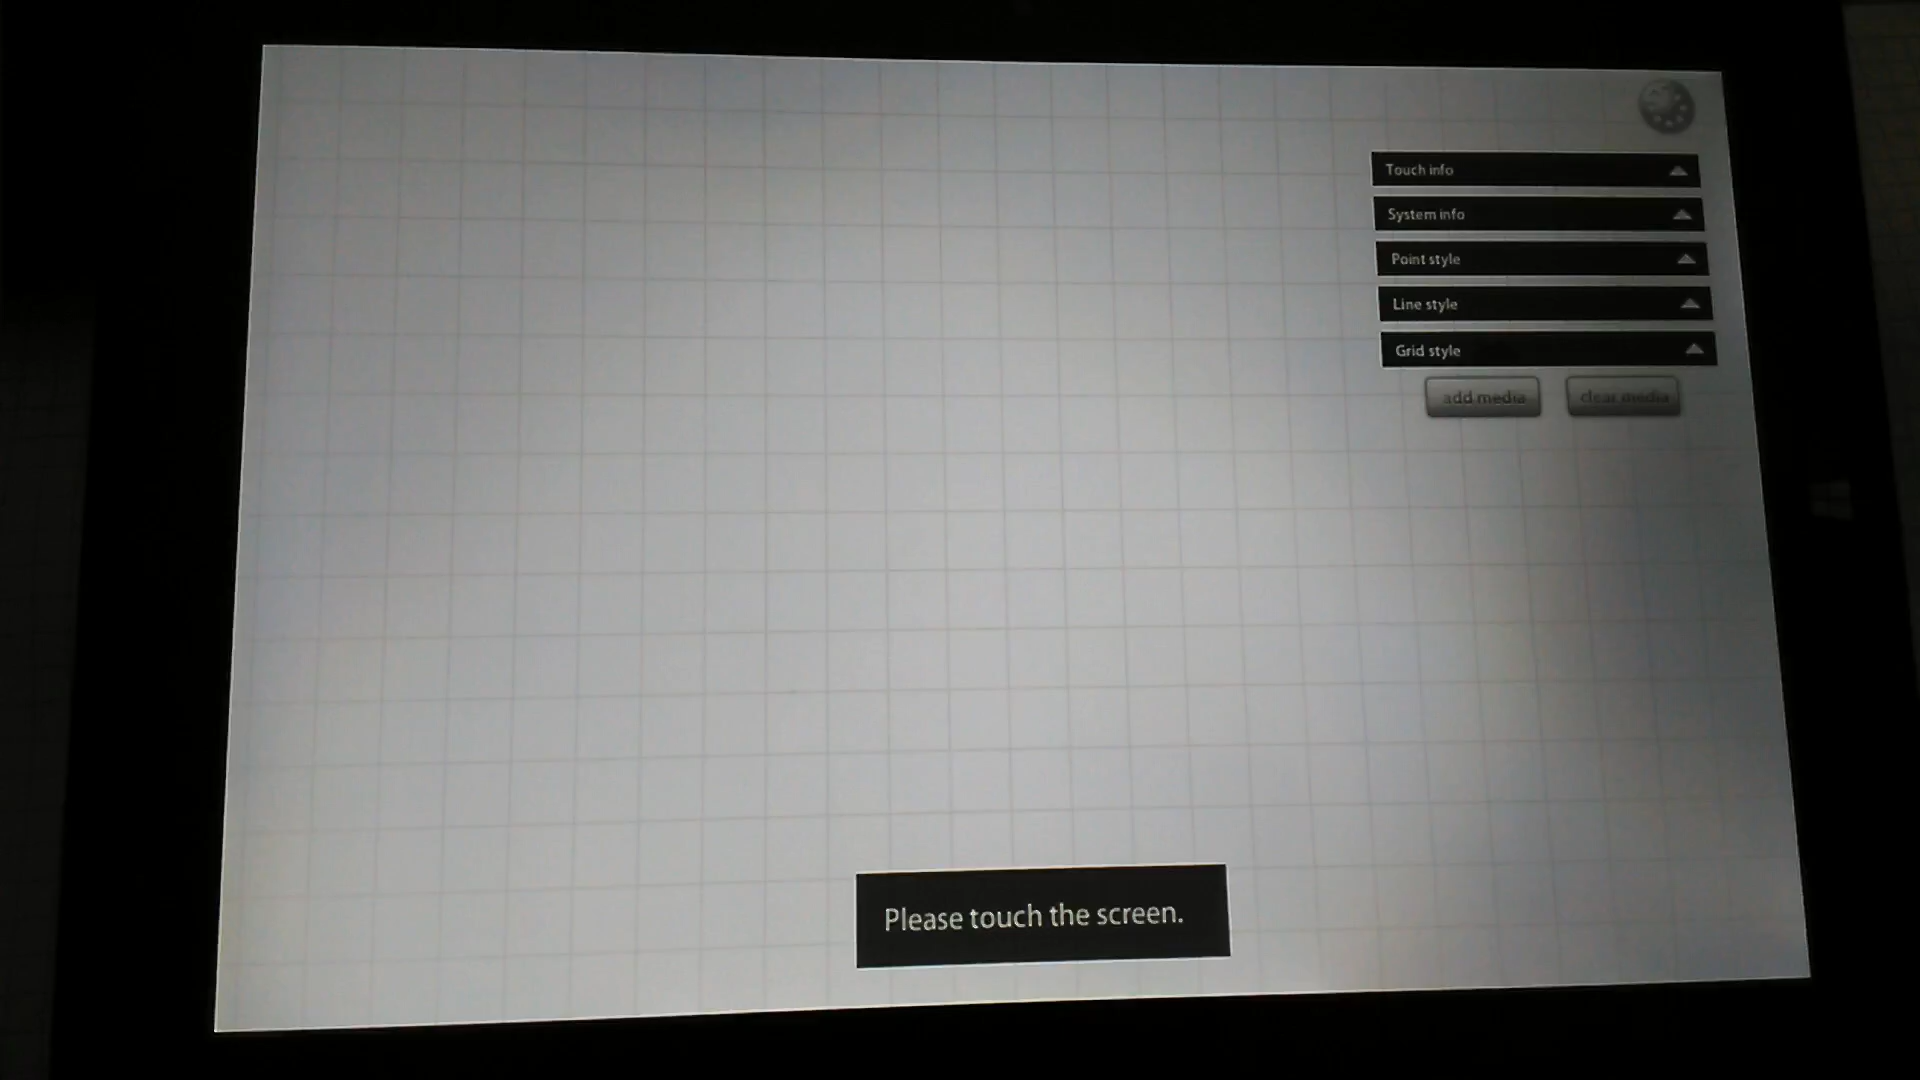 Touch info
System info
Point style
Line style
Grid style
add media
clear media
Please touch the screen.